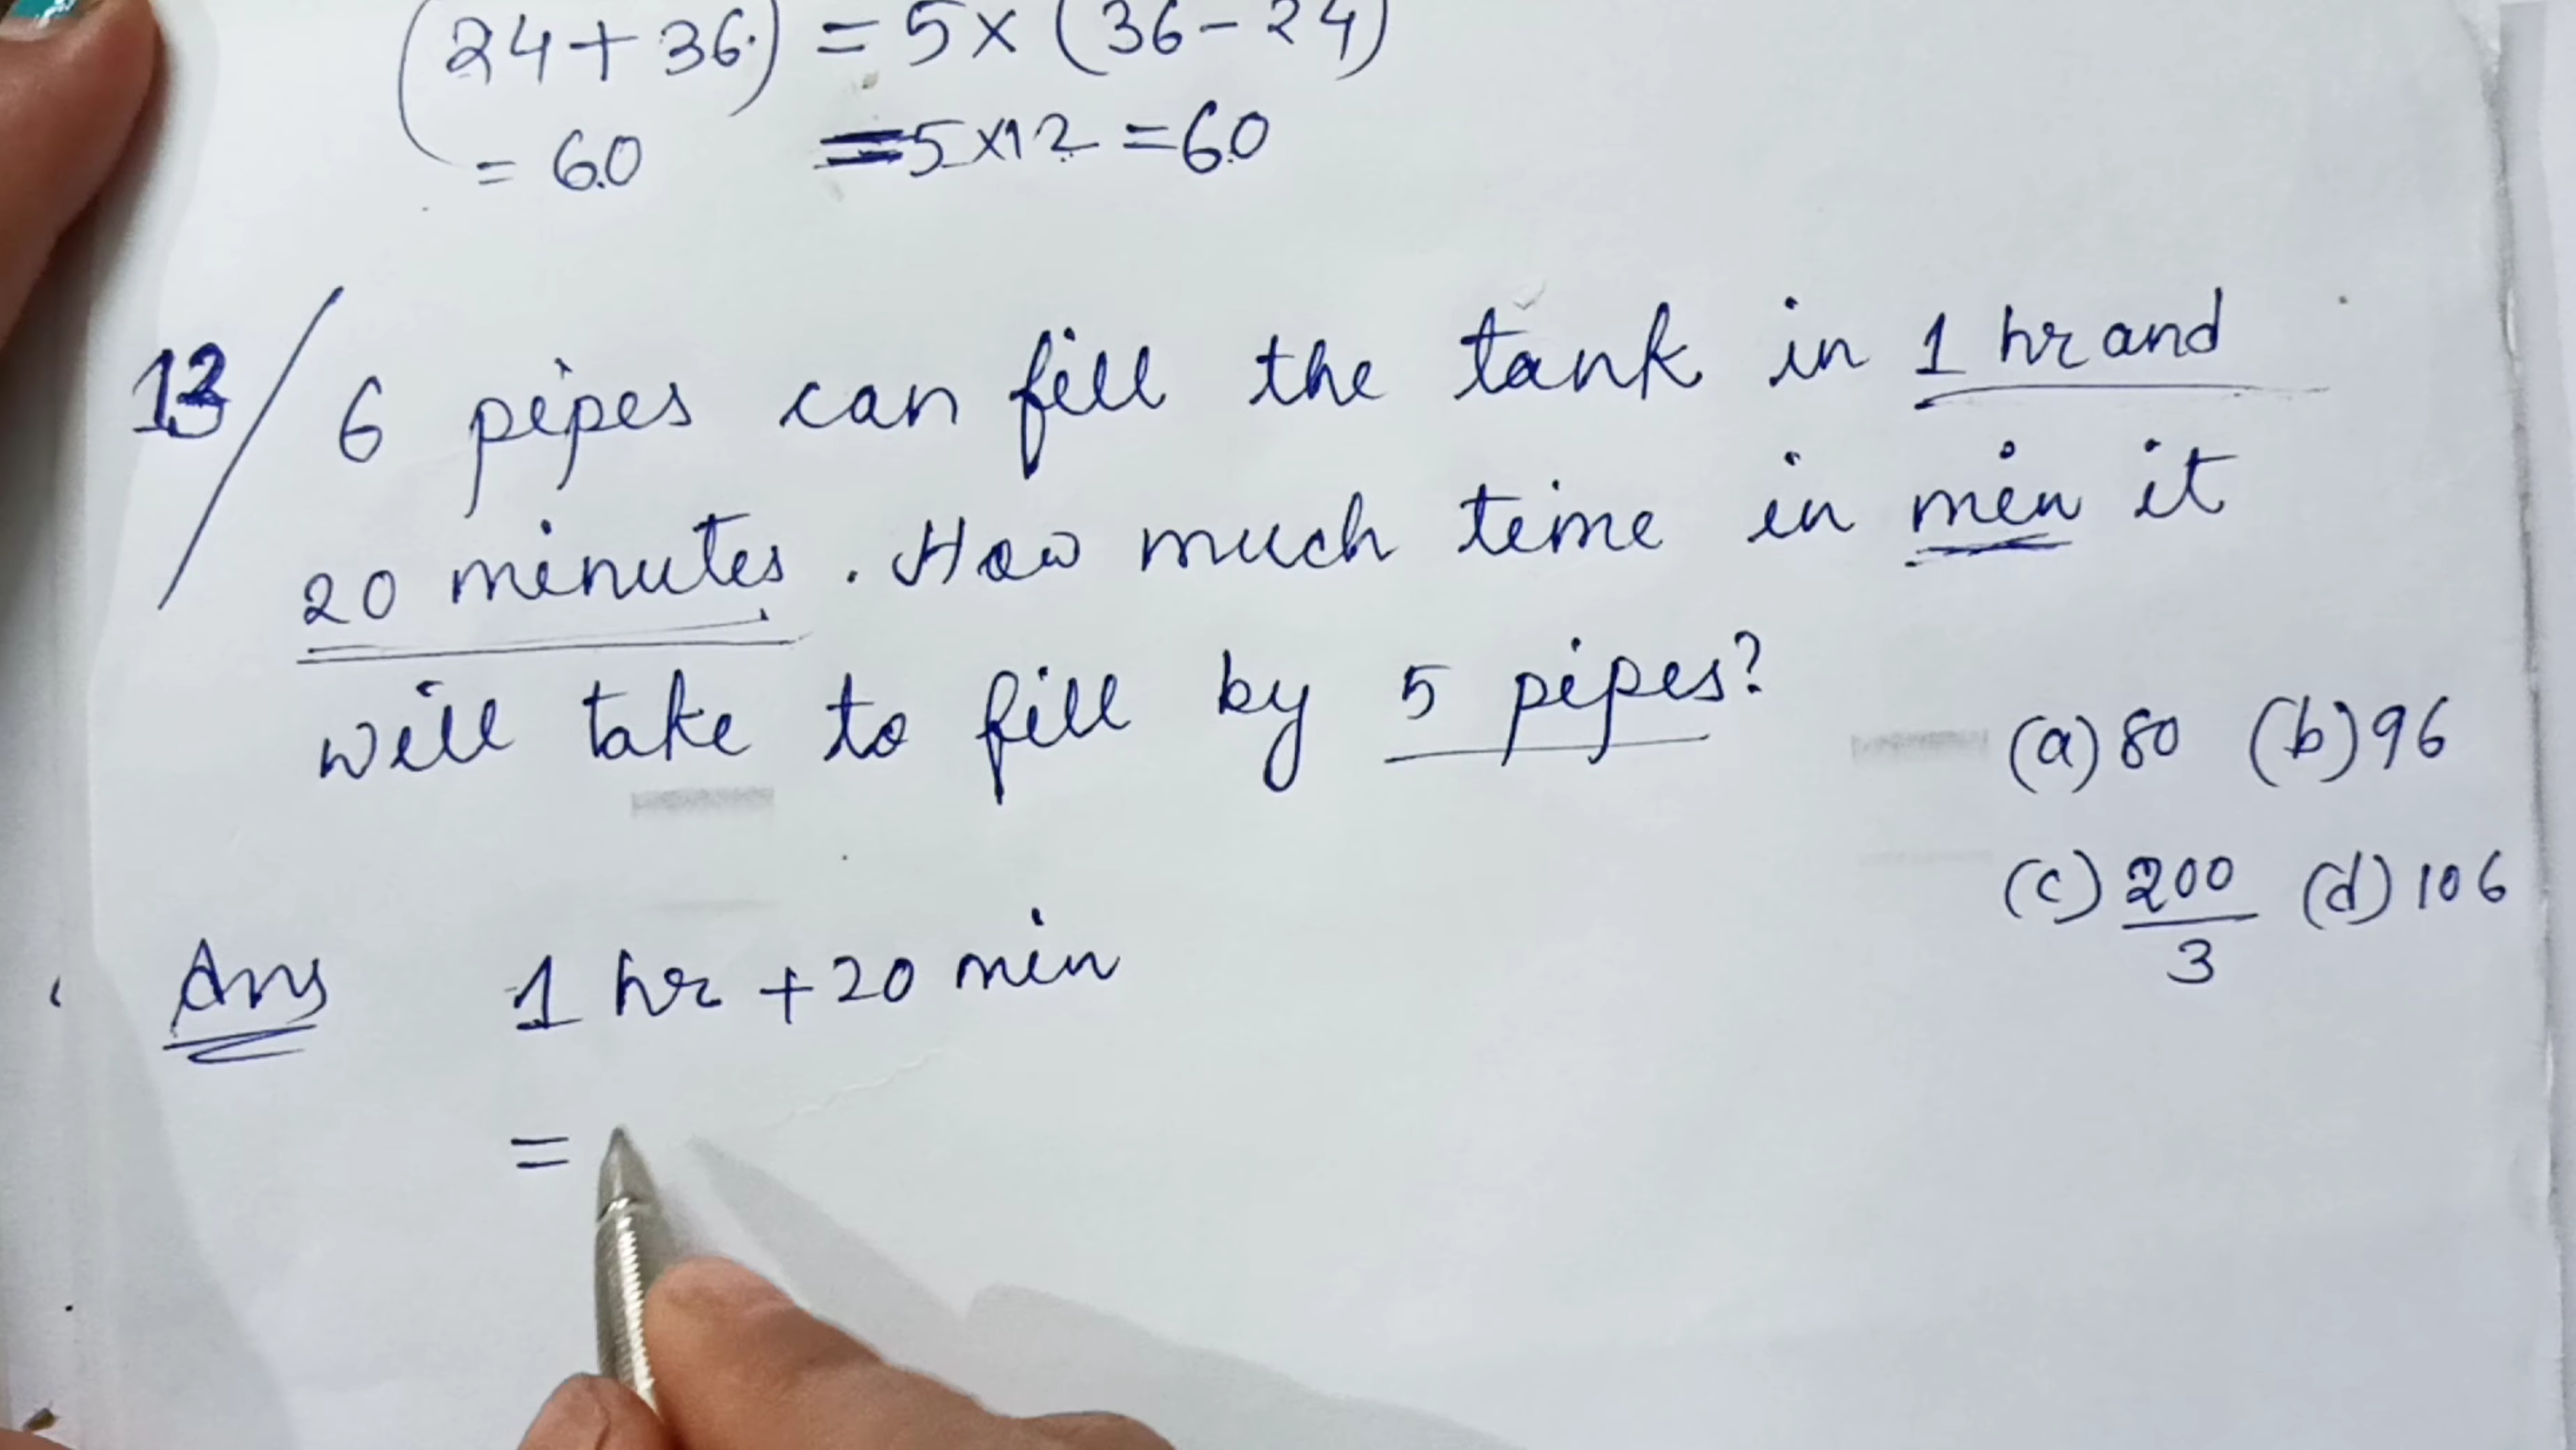 (24+36) = 5×(36-24)
= 60 =5×12 =60
13/ 6 pipes can fill the tank in 1 hr and
20 minutes. How much time in min it
will take to fill by 5 pipes?
(a) 80 (b) 96
(c) 200/3 (d) 106
Ans 1 hr +20 min
=